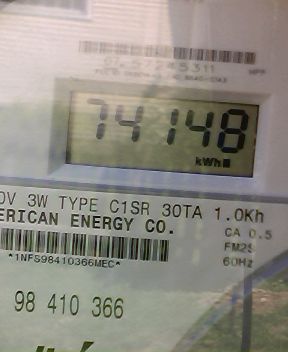 74148
kWh
0V 3W TYPE C1SR 30TA 1.0Kh
ERICAN ENERGY CO.
CA 0.5
FM2S
60Hz
*1NFS98410366MEC*
98 410 366